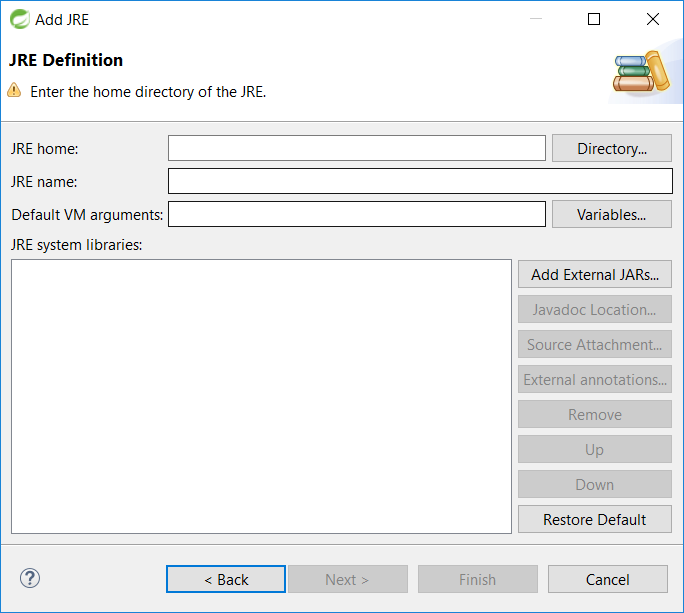 Add JRE
JRE Definition
Enter the home directory of the JRE.
JRE home:
Directory...
JRE name:
Default VM arguments:
Variables...
JRE system libraries:
Add External JARs...
Javadoc Location...
Source Attachment...
External annotations...
Remove
Up
Down
Restore Default
?
< Back
Next >
Finish
Cancel